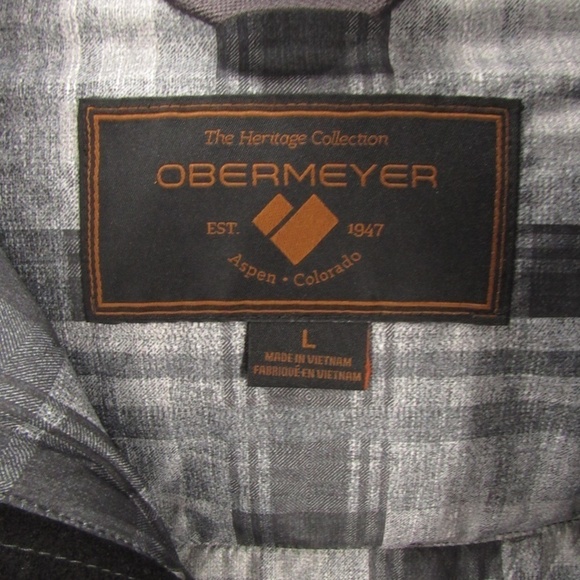 The Heritage Collection
OBERMEYER
EST. 1947
Aspen • Colorado
L
MADE IN VIETNAM
FABRIQUÉ EN VIETNAM